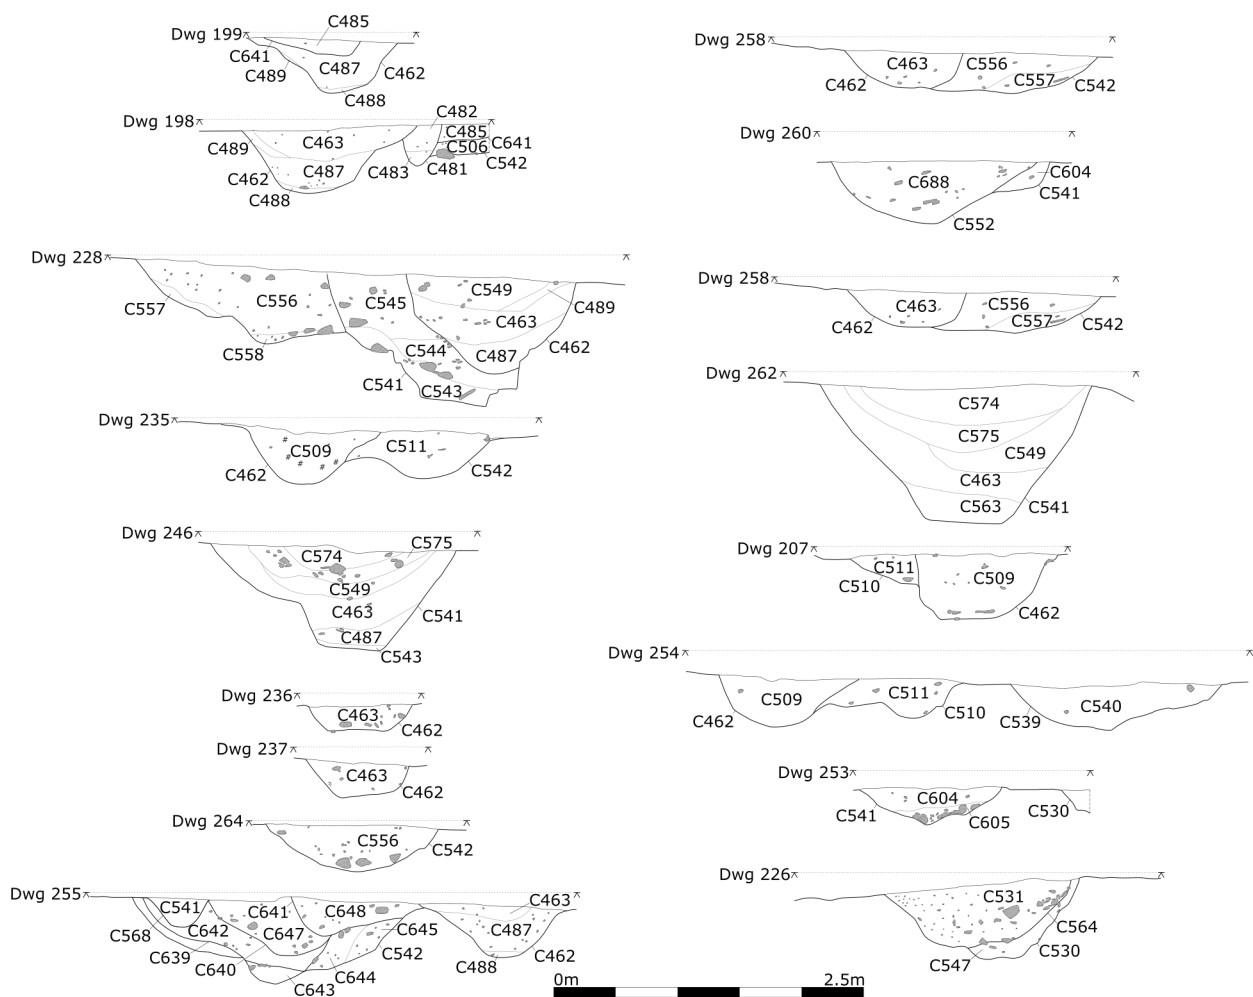 Dwg 199
C485
C641
C489
C487
C462
C488
Dwg 198
C482
C463
C485
C641
C489
C506
C542
C462
C487
C483
C481
C488
Dwg 228
C557
C556
C545
C549
C489
C463
C558
C544
C487
C462
C541
C543
Dwg 235
C509
C511
C462
C542
Dwg 246
C574
C575
C549
C463
C541
C487
C543
Dwg 236
C463
C462
Dwg 237
C463
C462
Dwg 264
C556
C542
Dwg 255
C541
C641
C648
C463
C568
C642
C647
C645
C487
C639
C542
C462
C640
C644
C488
C643
Dwg 258
C463
C556
C462
C557
C542
Dwg 260
C688
C604
C541
C552
Dwg 258
C463
C556
C462
C557
C542
Dwg 262
C574
C575
C549
C463
C563
C541
Dwg 207
C511
C509
C510
C462
Dwg 254
C509
C511
C540
C462
C510
C539
Dwg 253
C604
C541
C605
C530
Dwg 226
C531
C564
C547
C530
0m 2.5m